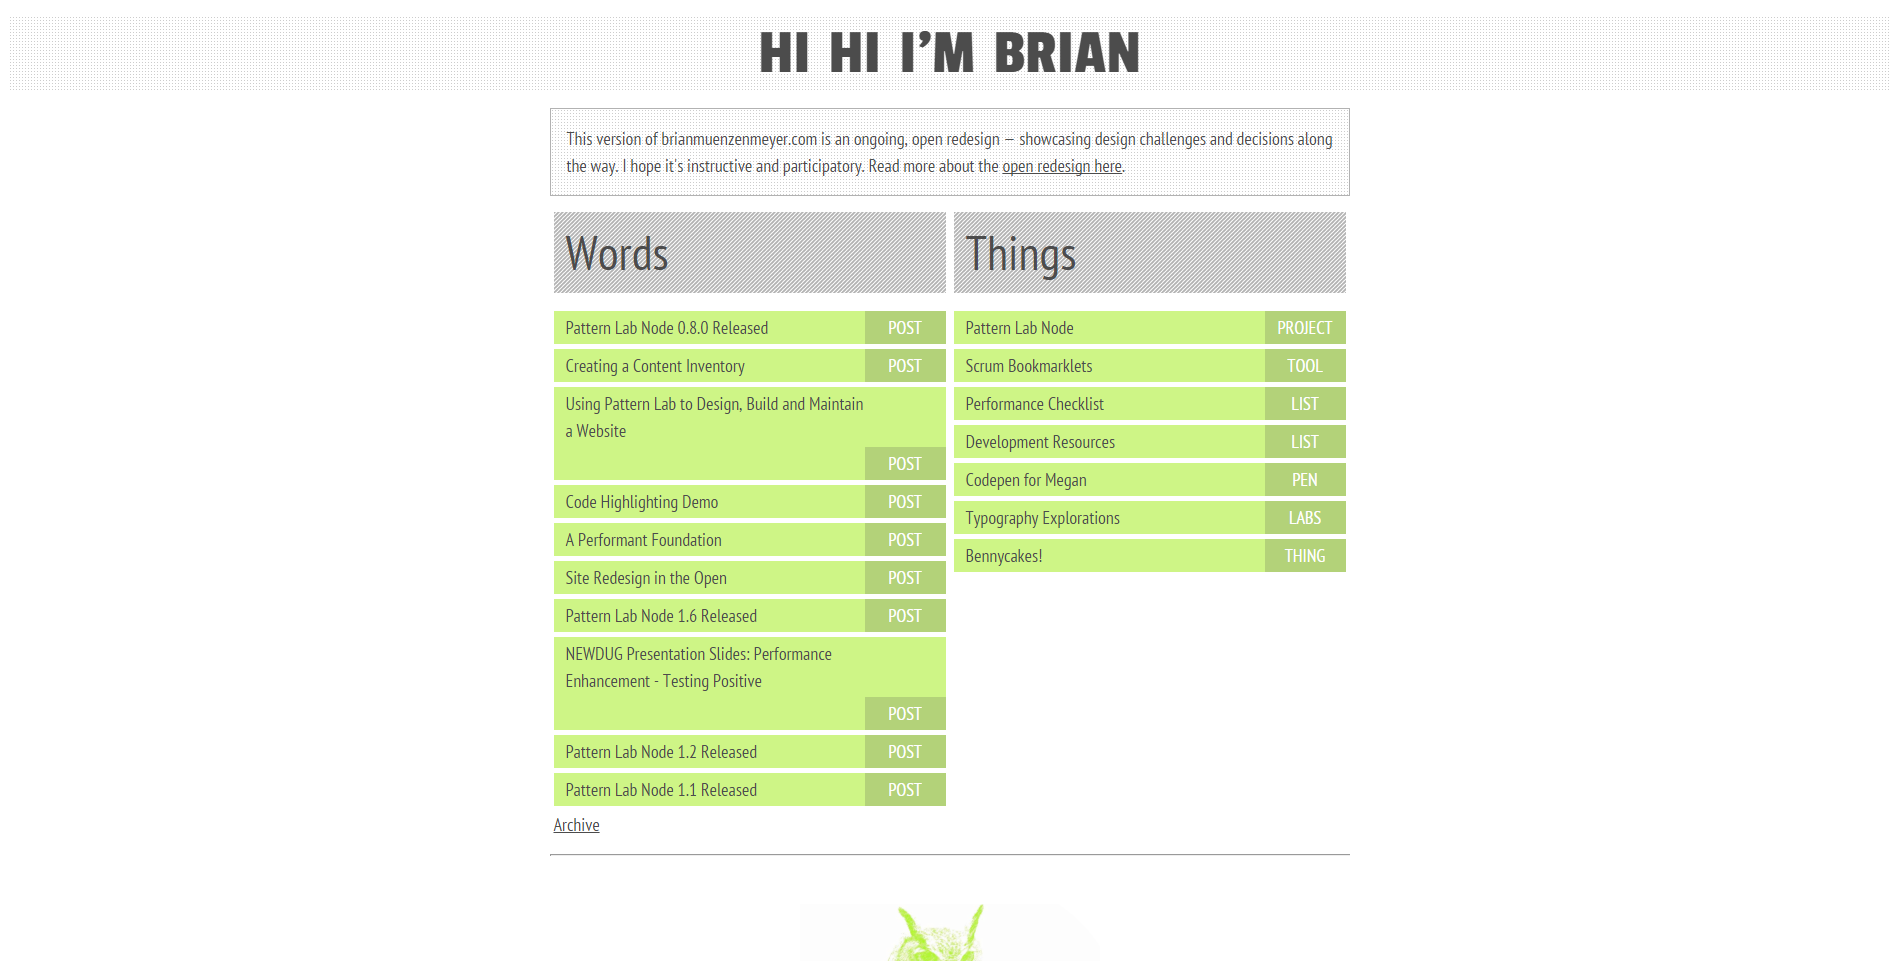 HI HI I'M BRIAN
This version of brianmuenzenmeyer.com is an ongoing, open redesign — showcasing design challenges and decisions along
the way. I hope it's instructive and participatory. Read more about the open redesign here.
Words
Pattern Lab Node 0.8.0 Released POST
Creating a Content Inventory POST
Using Pattern Lab to Design, Build and Maintain
a Website
POST
Code Highlighting Demo POST
A Performant Foundation POST
Site Redesign in the Open POST
Pattern Lab Node 1.6 Released POST
NEWDUG Presentation Slides: Performance
Enhancement - Testing Positive
POST
Pattern Lab Node 1.2 Released POST
Pattern Lab Node 1.1 Released POST
Archive
Things
Pattern Lab Node PROJECT
Scrum Bookmarklets TOOL
Performance Checklist LIST
Development Resources LIST
Codepen for Megan PEN
Typography Explorations LABS
Bennycakes! THING